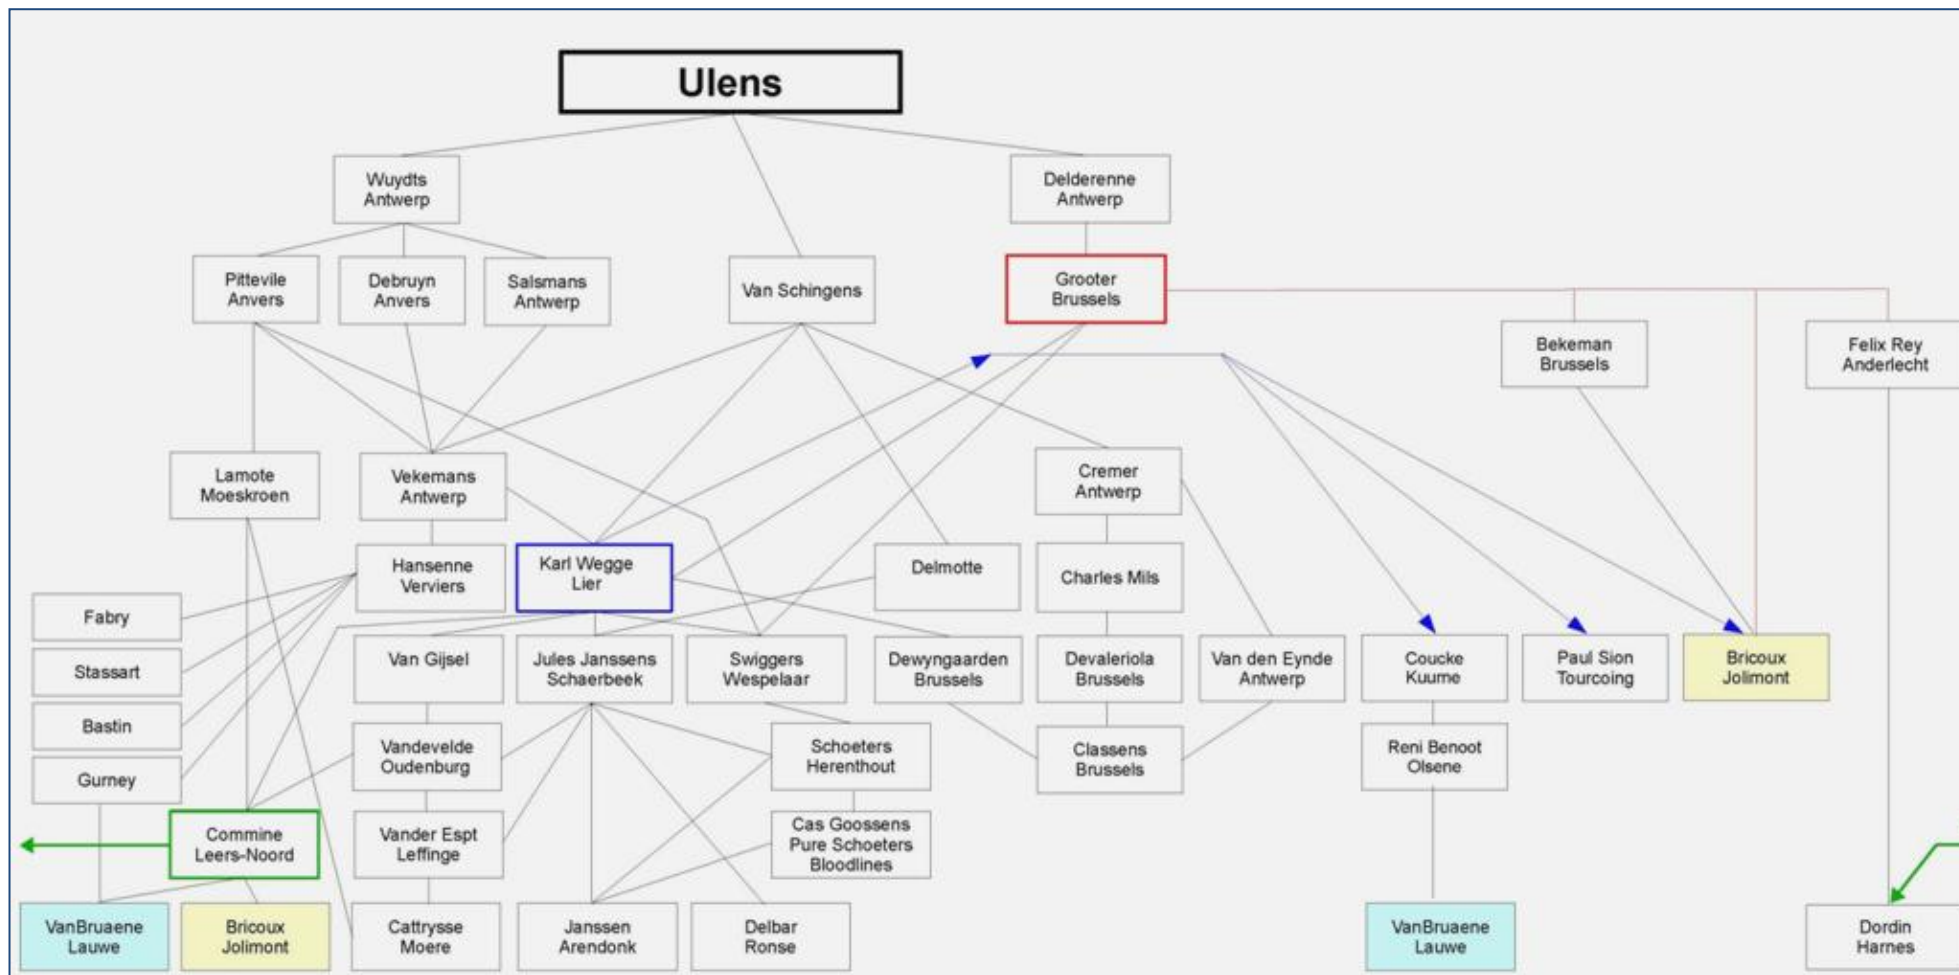 Ulens
Wuydts
Antwerp
Delderenne
Antwerp
Pittevile
Anvers
Debruyn
Anvers
Salsmans
Antwerp
Van Schingens
Grooter
Brussels
Bekeman
Brussels
Felix Rey
Anderlecht
Lamote
Moeskroen
Vekemans
Antwerp
Cremer
Antwerp
Hansenne
Verviers
Karl Wegge
Lier
Delmotte
Charles Mils
Fabry
Stassart
Bastin
Gurney
Van Gijsel
Jules Janssens
Schaerbeek
Swiggers
Wespelaar
Dewyngaarden
Brussels
Devaleriola
Brussels
Van den Eynde
Antwerp
Coucke
Kuurne
Paul Sion
Tourcoing
Bricoux
Jolimont
Vandevelde
Oudenburg
Schoeters
Herenthout
Classens
Brussels
Reni Benoot
Olsene
Commine
Leers-Noord
Vander Espt
Leffinge
Cas Goossens
Pure Schoeters
Bloodlines
VanBruaene
Lauwe
Bricoux
Jolimont
Cattrysse
Moere
Janssen
Arendonk
Delbar
Ronse
VanBruaene
Lauwe
Dordin
Harnes